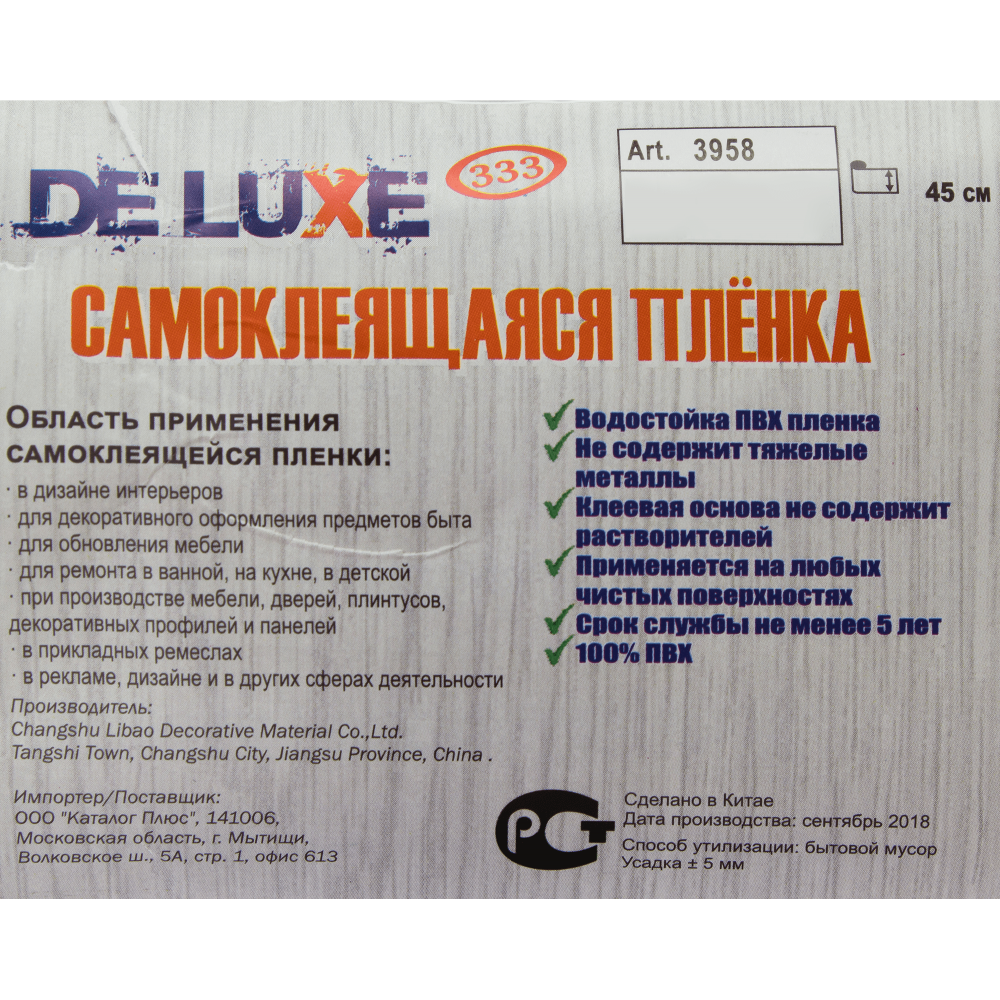 DE LUXE 333
Art. 3958
45 см
САМОКЛЕЯЩАЯСЯ ПЛЁНКА
Область применения
самоклеящейся пленки:
· в дизайне интерьеров
· для декоративного оформления предметов быта
· для обновления мебели
· для ремонта в ванной, на кухне, в детской
· при производстве мебели, дверей, плинтусов,
декоративных профилей и панелей
· в прикладных ремеслах
· в рекламе, дизайне и в других сферах деятельности
Водостойка ПВХ пленка
Не содержит тяжелые
металлы
Клеевая основа не содержит
растворителей
Применяется на любых
чистых поверхностях
Срок службы не менее 5 лет
100% ПВХ
Производитель:
Changshu Libao Decorative Material Co.,Ltd.
Tangshi Town, Changshu City, Jiangsu Province, China .
Импортер/Поставщик:
ООО "Каталог Плюс", 141006,
Московская область, г. Мытищи,
Волковское ш., 5А, стр. 1, офис 613
РСТ
Сделано в Китае
Дата производства: сентябрь 2018
Способ утилизации: бытовой мусор
Усадка ± 5 мм